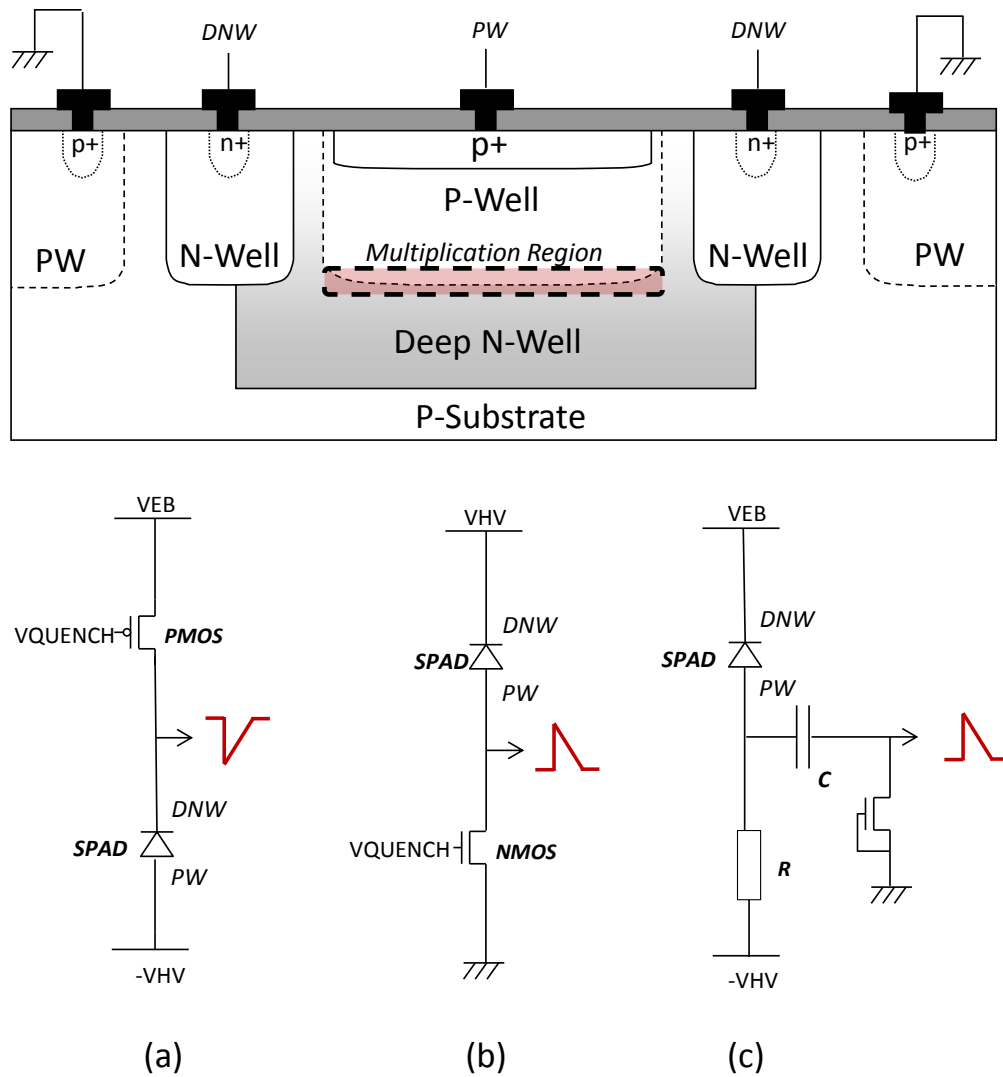 DNW PW DNW
p+ n+ p+ n+ p+
P-Well
PW N-Well Multiplication Region N-Well PW
Deep N-Well
P-Substrate
VEB
VQUENCH PMOS
DNW
SPAD
PW
-VHV
(a)
VHV
DNW
SPAD
PW
VQUENCH NMOS
(b)
VEB
DNW
SPAD
PW
C
R
-VHV
(c)